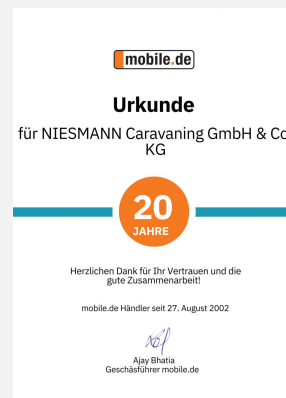 mobile.de
Urkunde
für NIESMANN Caravaning GmbH & Co
KG
20
JAHRE
Herzlichen Dank für Ihr Vertrauen und die
gute Zusammenarbeit!
mobile.de Händler seit 27. August 2002
Ajay Bhatia
Geschäsführer mobile.de